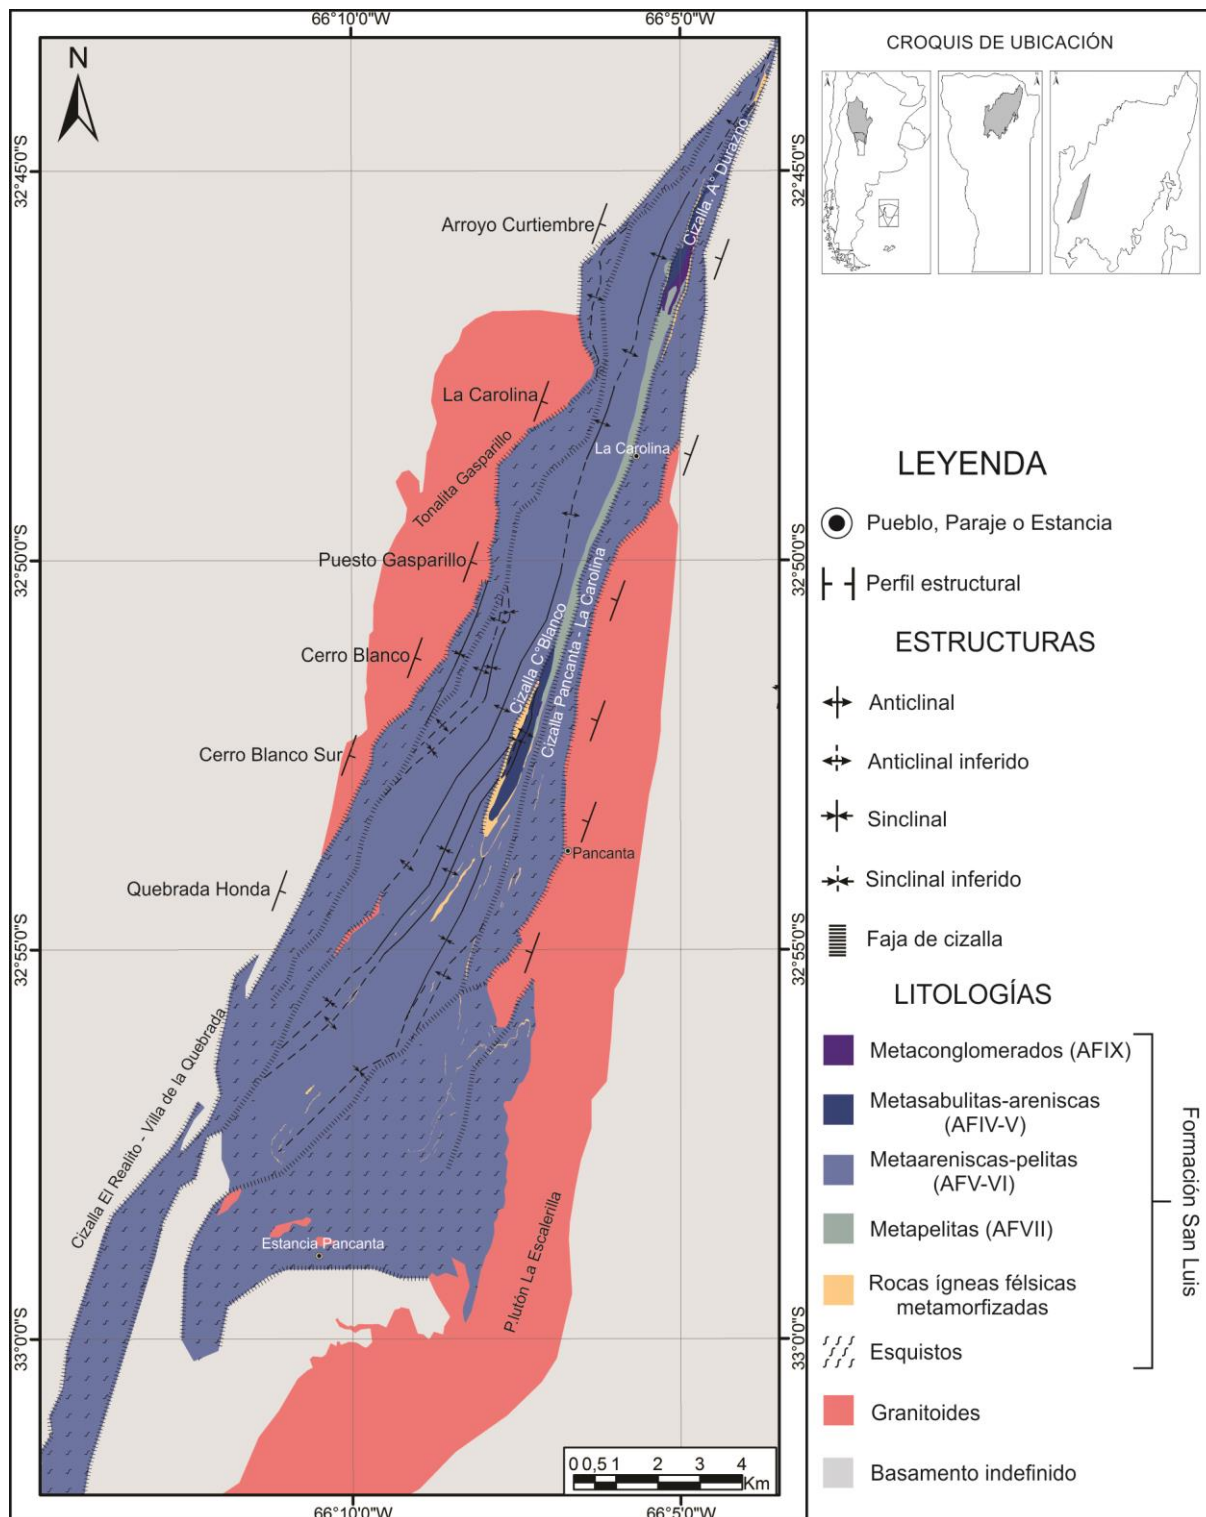 66°10'0"W
66°5'0"W
N
32°45'0"S
32°45'0"S
Cizalla. A° Durazno
Arroyo Curtiembre
La Carolina
La Carolina
Tonalita Gasparillo
32°50'0"S
32°50'0"S
Puesto Gasparillo
Cizalla C°Blanco
Cizalla Pancanta - La Carolina
Cerro Blanco
Cerro Blanco Sur
Pancanta
Quebrada Honda
32°55'0"S
32°55'0"S
Cizalla El Realito - Villa de la Quebrada
Estancia Pancanta
P.lutón La Escalerilla
33°0'0"S
33°0'0"S
0 0,5 1 2 3 4
Km
66°10'0"W
66°5'0"W
CROQUIS DE UBICACIÓN
LEYENDA
Pueblo, Paraje o Estancia
Perfil estructural
ESTRUCTURAS
Anticlinal
Anticlinal inferido
Sinclinal
Sinclinal inferido
Faja de cizalla
LITOLOGÍAS
Metaconglomerados (AFIX)
Metasabulitas-areniscas
(AFIV-V)
Metaareniscas-pelitas
(AFV-VI)
Metapelitas (AFVII)
Rocas ígneas félsicas
metamorfizadas
Esquistos
Formación San Luis
Granitoides
Basamento indefinido